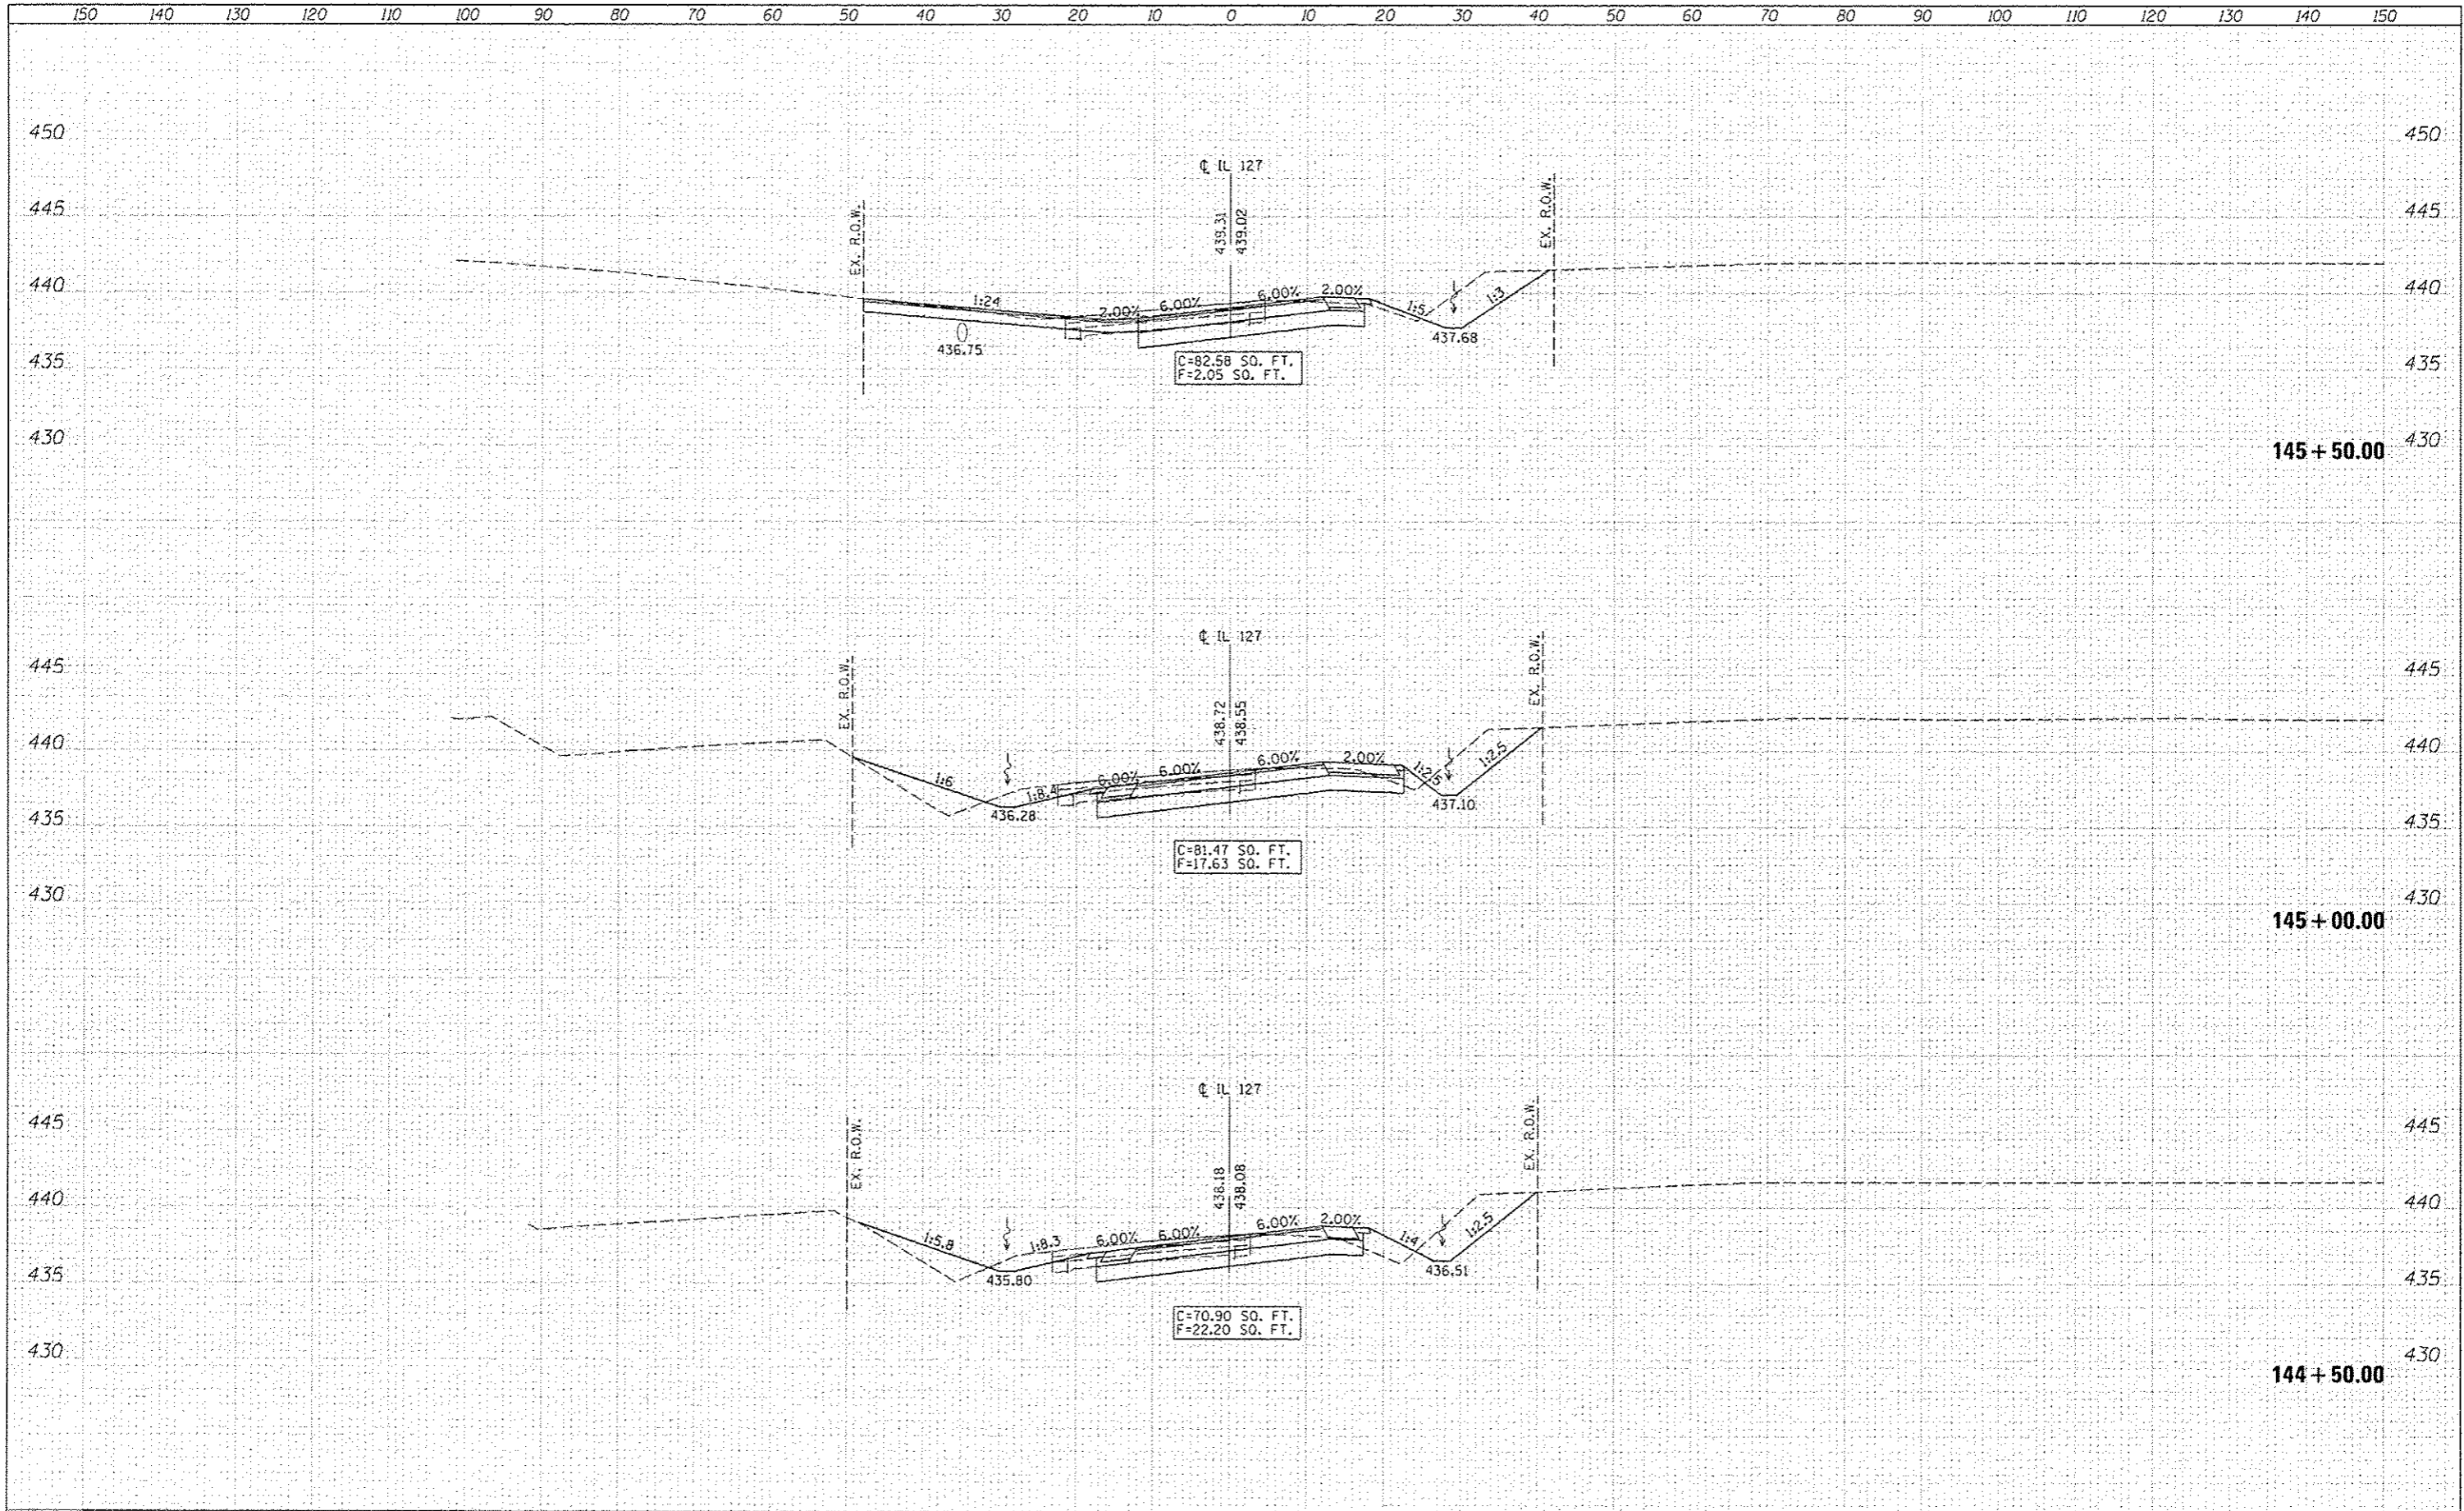 150 140 130 120 110 100 90 80 70 60 50 40 30 20 10 0 10 20 30 40 50 60 70 80 90 100 110 120 130 140 150
450 450
℄ IL 127
445 EX. R.O.W. 439.31 439.02 EX. R.O.W. 445
440 1:24 2.00% 6.00% 6.00% 2.00% 1:5 1:3 440
435 436.75 437.68 435
C=82.58 SQ. FT.
F=2.05 SQ. FT.
430 430
145 + 50.00
℄ IL 127
445 EX. R.O.W. 438.72 438.55 EX. R.O.W. 445
440 1:6 1:8.4 6.00% 6.00% 6.00% 2.00% 1:2.5 1:2.5 440
435 436.28 437.10 435
C=81.47 SQ. FT.
F=17.63 SQ. FT.
430 430
145 + 00.00
℄ IL 127
445 EX. R.O.W. 438.18 438.08 EX. R.O.W. 445
440 1:5.8 1:8.3 6.00% 6.00% 6.00% 2.00% 1:4 1:2.5 440
435 435.80 436.51 435
C=70.90 SQ. FT.
F=22.20 SQ. FT.
430 430
144 + 50.00